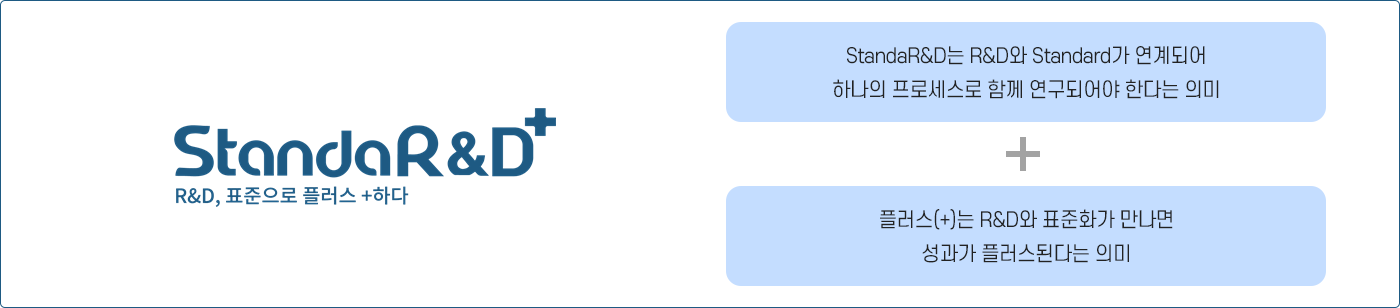 StandaR&D+
R&D, 표준으로 플러스 +하다
StandaR&D는 R&D와 Standard가 연계되어
하나의 프로세스로 함께 연구되어야 한다는 의미
+
플러스(+)는 R&D와 표준화가 만나면
성과가 플러스된다는 의미